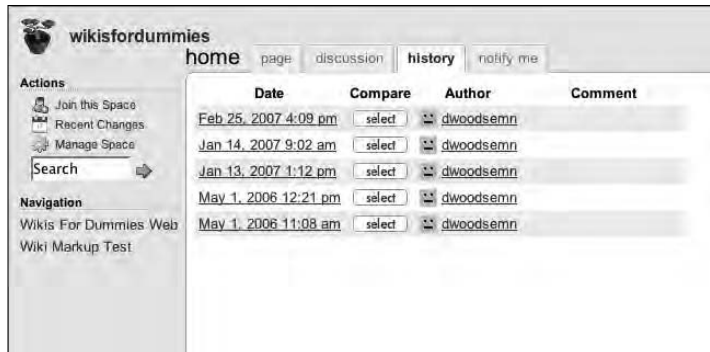 wikisfordummies
home page discussion history notify me
Actions
Join this Space
Recent Changes
Manage Space
Search
Navigation
Wikis For Dummies Web
Wiki Markup Test
Date Compare Author Comment
Feb 25, 2007 4:09 pm select dwoodsemn
Jan 14, 2007 9:02 am select dwoodsemn
Jan 13, 2007 1:12 pm select dwoodsemn
May 1, 2006 12:21 pm select dwoodsemn
May 1, 2006 11:08 am select dwoodsemn